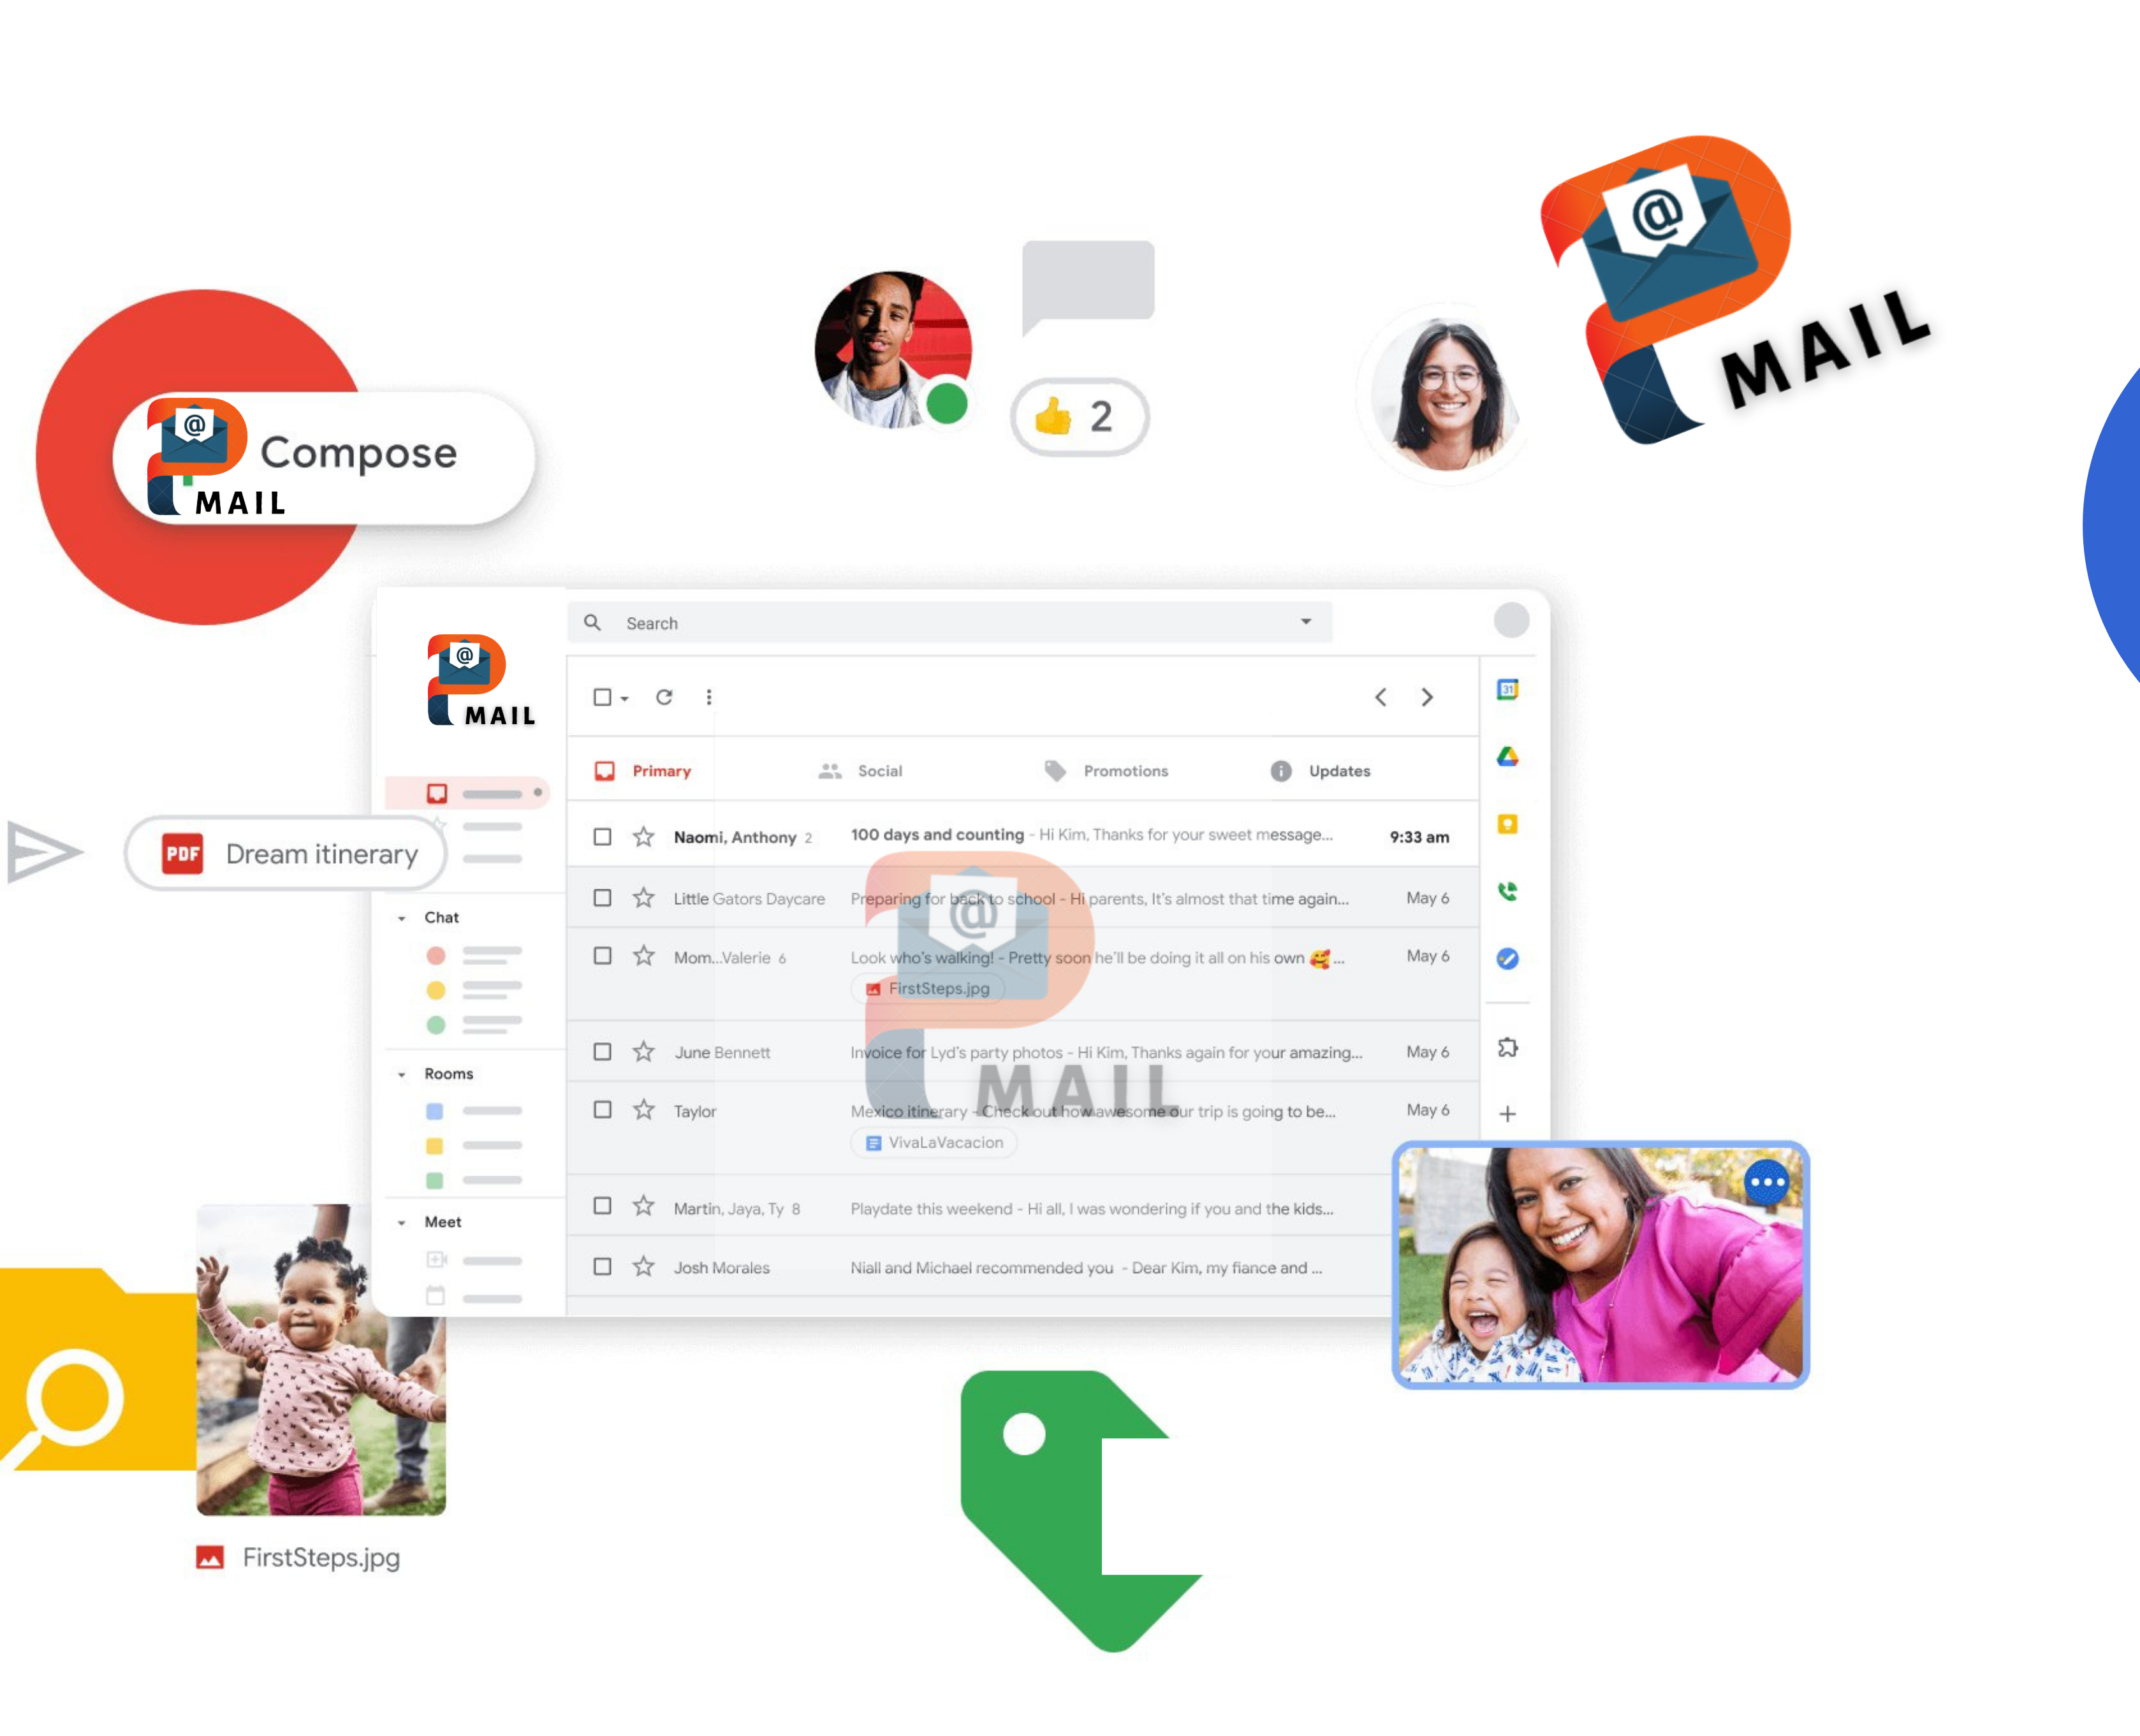 @
MAIL
@
Compose
MAIL
👍 2
Search
@
MAIL
31
Primary
Social
Promotions
Updates
Naomi, Anthony 2
100 days and counting - Hi Kim, Thanks for your sweet message...
9:33 am
PDF Dream itinerary
Little Gators Daycare
Preparing for back to school - Hi parents, It's almost that time again...
May 6
Chat
Mom...Valerie 6
Look who's walking! - Pretty soon he'll be doing it all on his own 🥰 ...
May 6
FirstSteps.jpg
@
June Bennett
Invoice for Lyd's party photos - Hi Kim, Thanks again for your amazing...
May 6
Rooms
MAIL
Taylor
Mexico itinerary - Check out how awesome our trip is going to be...
May 6
VivaLaVacacion
Martin, Jaya, Ty 8
Playdate this weekend - Hi all, I was wondering if you and the kids...
Meet
Josh Morales
Niall and Michael recommended you - Dear Kim, my fiance and ...
FirstSteps.jpg